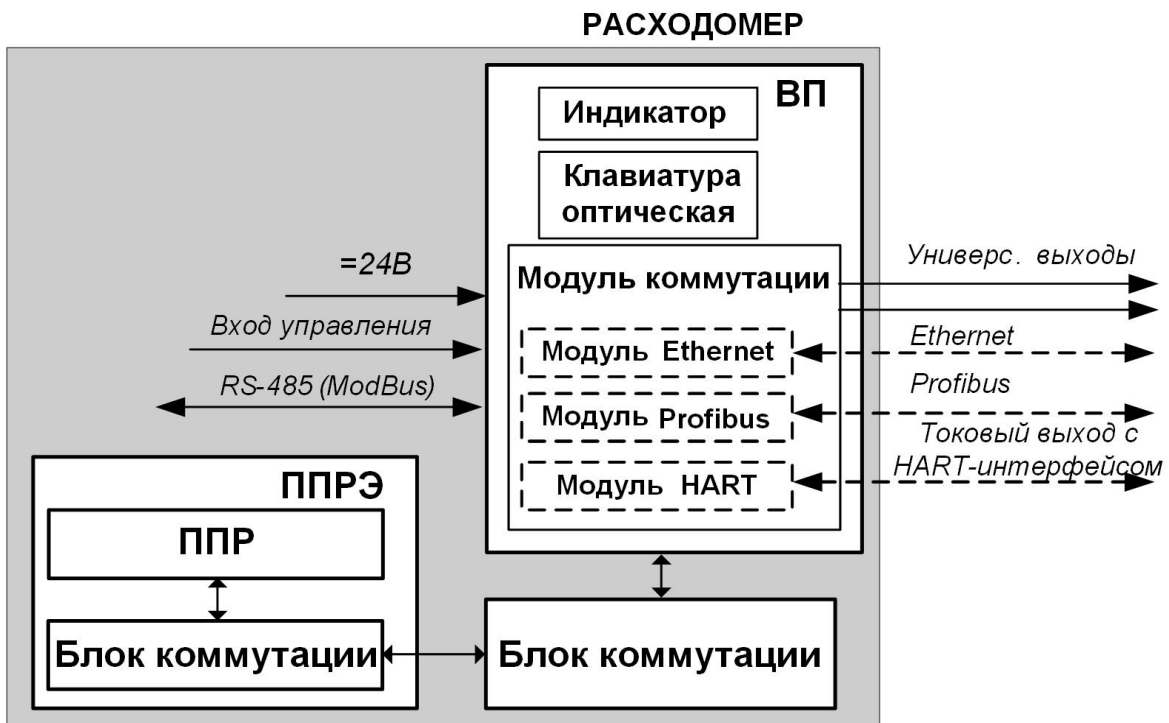 РАСХОДОМЕР
ВП
Индикатор
Клавиатура
оптическая
=24В
Вход управления
RS-485 (ModBus)
Модуль коммутации
Модуль Ethernet
Модуль Profibus
Модуль HART
Универс. выходы
Ethernet
Profibus
Токовый выход с
HART-интерфейсом
ППРЭ
ППР
Блок коммутации
Блок коммутации